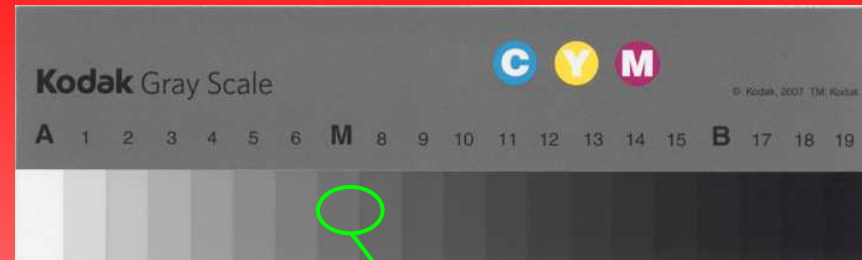 C Y M
Kodak Gray Scale
© Kodak, 2007 TM: Kodak
A 1 2 3 4 5 6 M 8 9 10 11 12 13 14 15 B 17 18 19